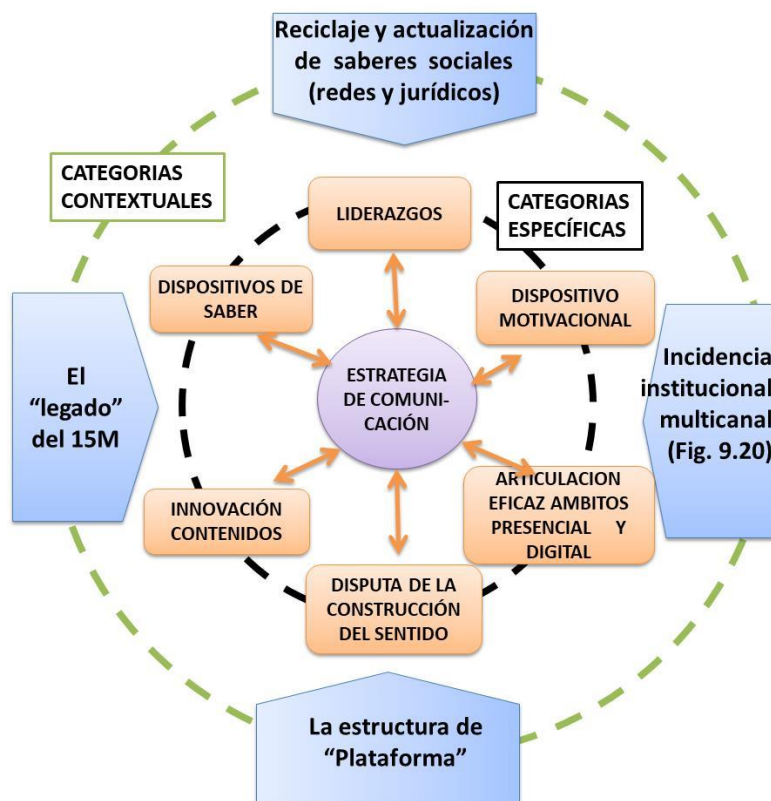 Reciclaje y actualización
de saberes sociales
(redes y jurídicos)
CATEGORIAS
CONTEXTUALES
LIDERAZGOS
CATEGORIAS
ESPECÍFICAS
DISPOSITIVOS DE
SABER
DISPOSITIVO
MOTIVACIONAL
El
“legado”
del 15M
ESTRATEGIA
DE COMUNI-
CACIÓN
Incidencia
institucional
multicanal
(Fig. 9.20)
INNOVACIÓN
CONTENIDOS
ARTICULACION
EFICAZ AMBITOS
PRESENCIAL Y
DIGITAL
DISPUTA DE LA
CONSTRUCCIÓN
DEL SENTIDO
La estructura de
“Plataforma”